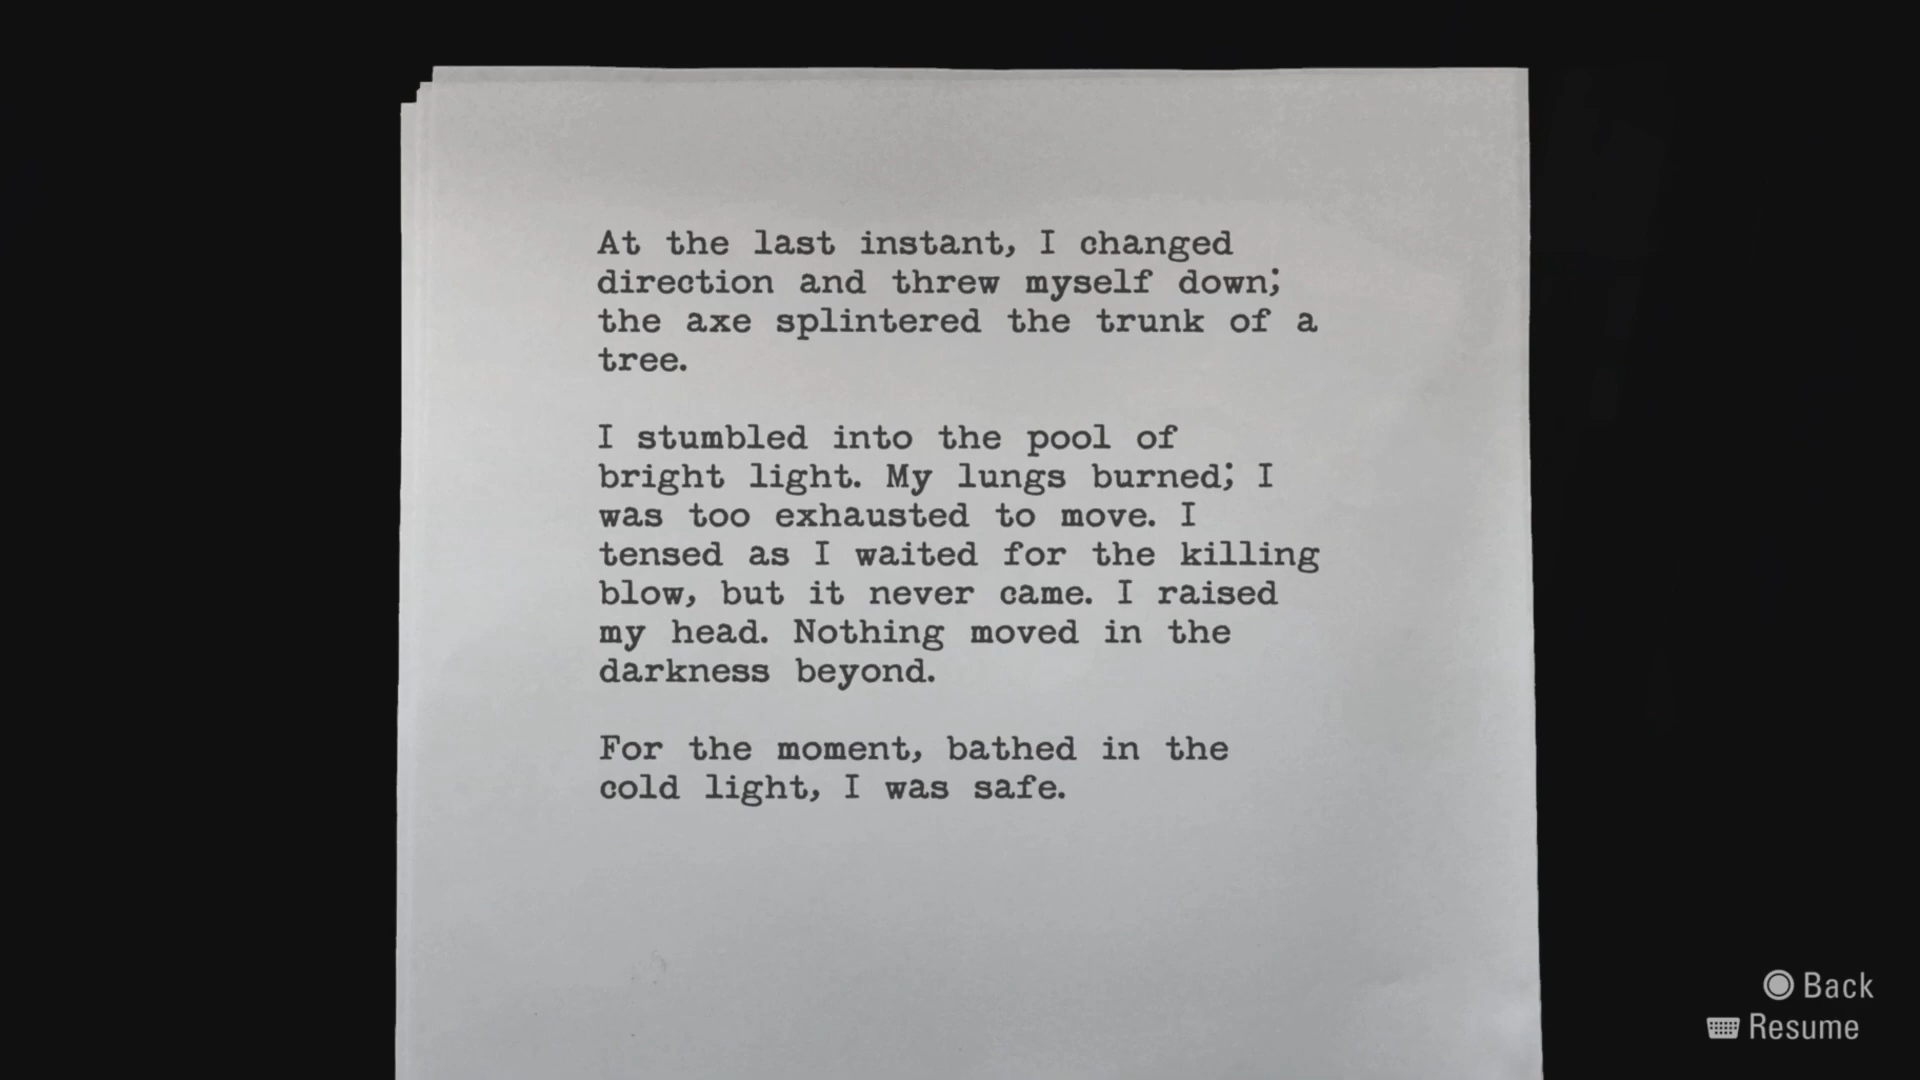 At the last instant, I changed
direction and threw myself down;
the axe splintered the trunk of a
tree.
I stumbled into the pool of
bright light. My lungs burned; I
was too exhausted to move. I
tensed as I waited for the killing
blow, but it never came. I raised
my head. Nothing moved in the
darkness beyond.
For the moment, bathed in the
cold light, I was safe.
Back
Resume